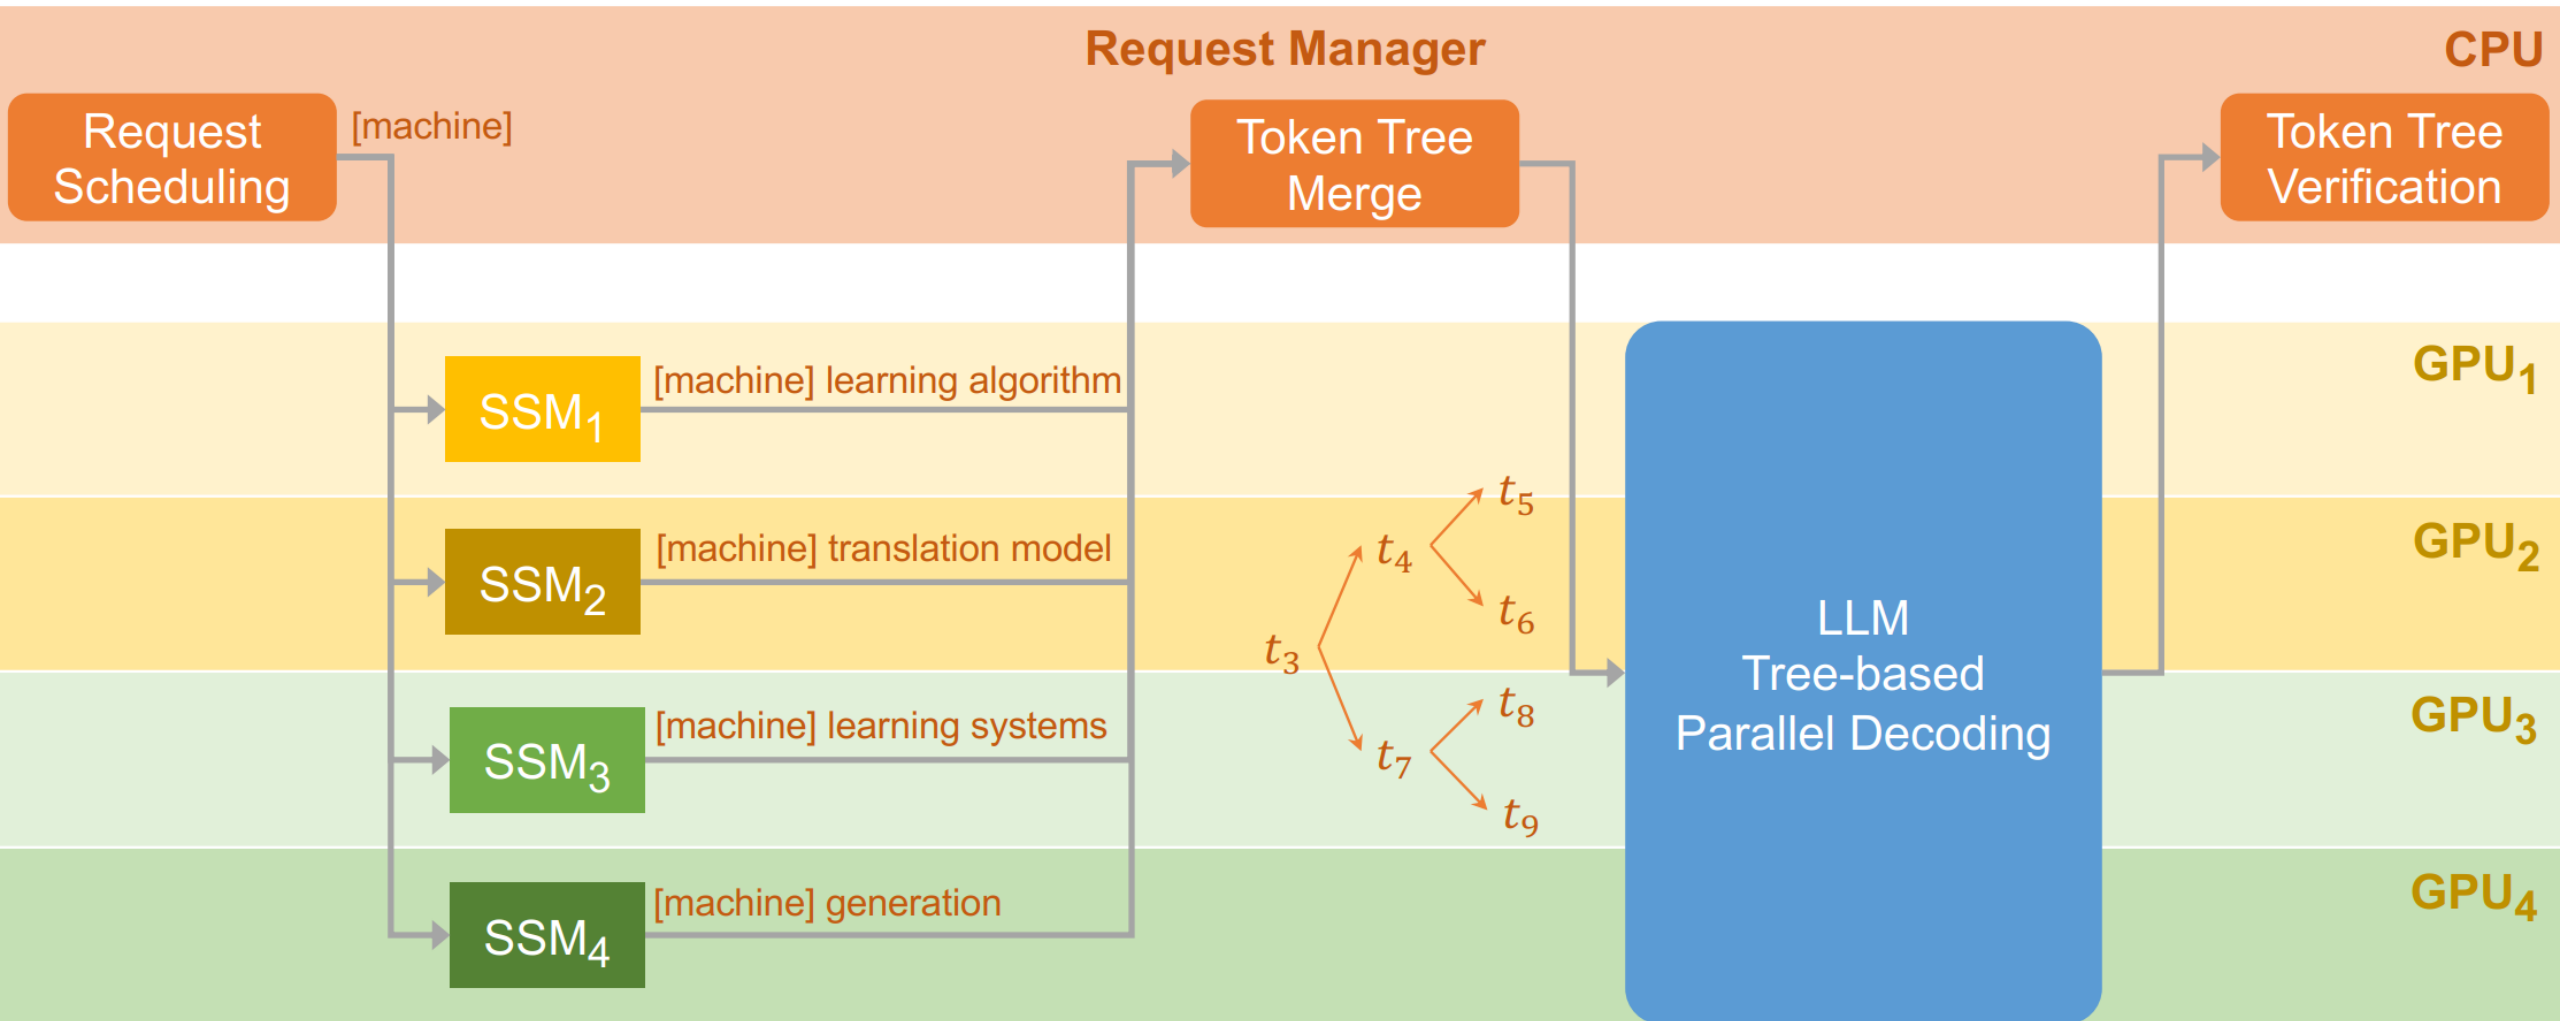 Request Manager
CPU
Request
Scheduling
[machine]
Token Tree
Merge
Token Tree
Verification
SSM₁
[machine] learning algorithm
GPU₁
SSM₂
[machine] translation model
GPU₂
SSM₃
[machine] learning systems
GPU₃
SSM₄
[machine] generation
GPU₄
t₃
t₄
t₅
t₆
t₇
t₈
t₉
LLM
Tree-based
Parallel Decoding